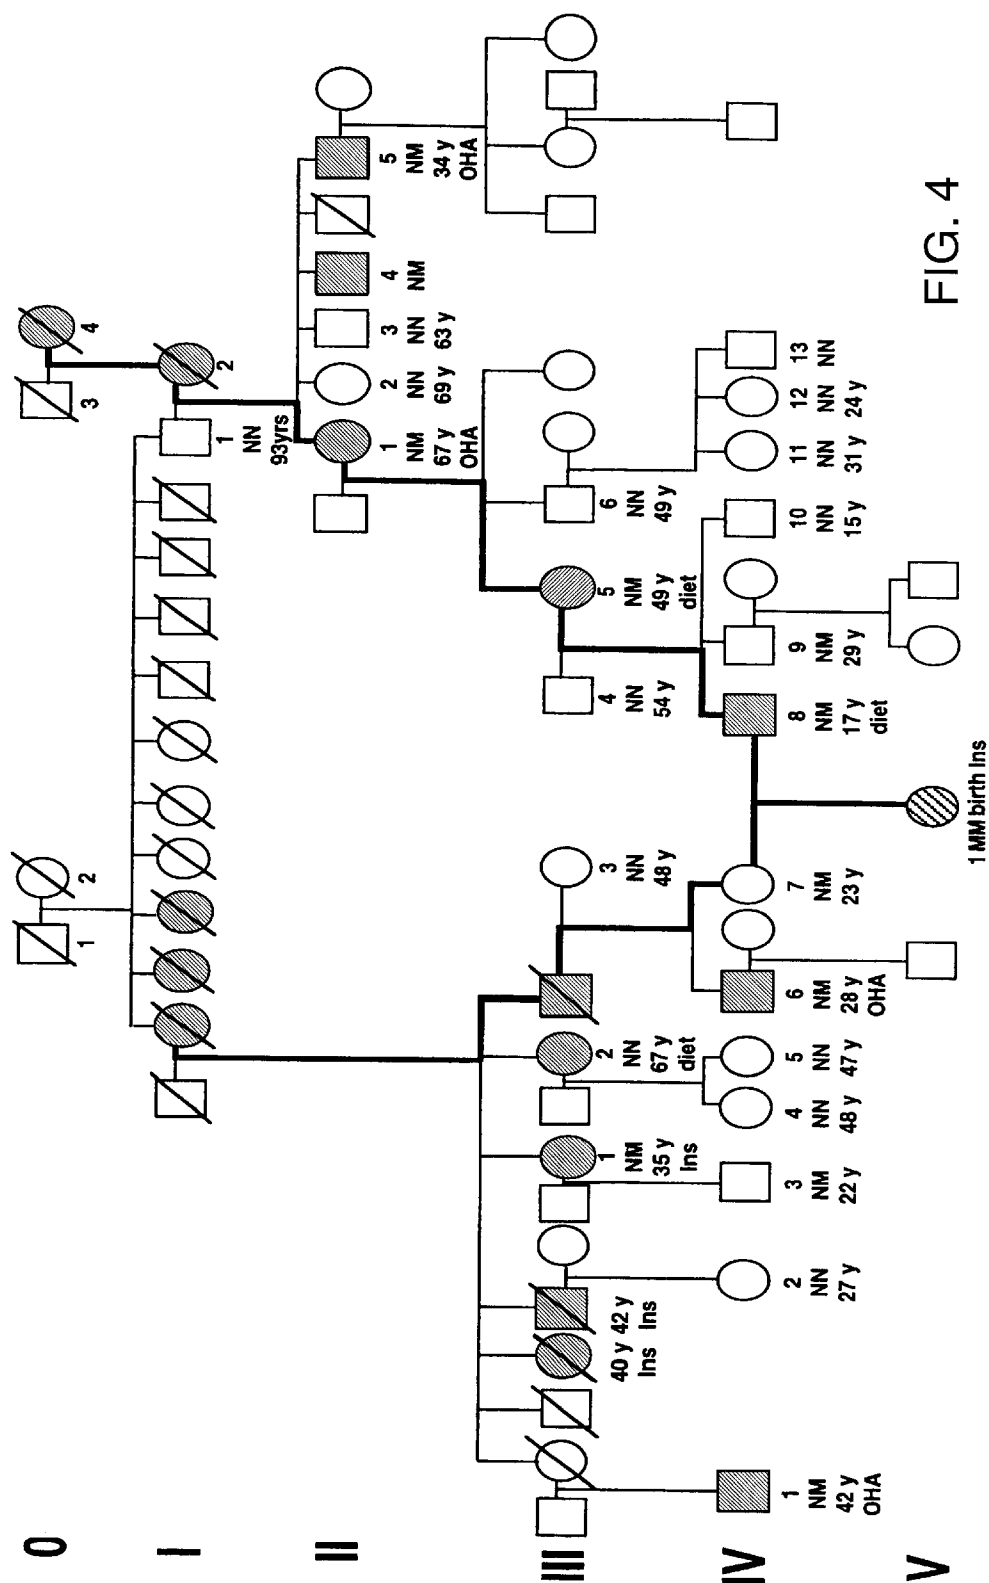 0
1
2
3
4
I
1
NN
93yrs
2
II
1
NM
67 y
OHA
2
NN
69 y
3
NN
63 y
4
NM
5
NM
34 y
OHA
III
40 y
Ins
42 y
Ins
1
NM
35 y
Ins
2
NN
67 y
diet
3
NN
48 y
4
NN
54 y
5
NM
49 y
diet
6
NN
49 y
IV
1
NM
42 y
OHA
2
NN
27 y
3
NM
22 y
4
NN
48 y
5
NN
47 y
6
NM
28 y
OHA
7
NM
23 y
8
NM
17 y
diet
9
NM
29 y
10
NN
15 y
11
NN
31 y
12
NN
24 y
13
NN
V
1 MM birth Ins
FIG. 4